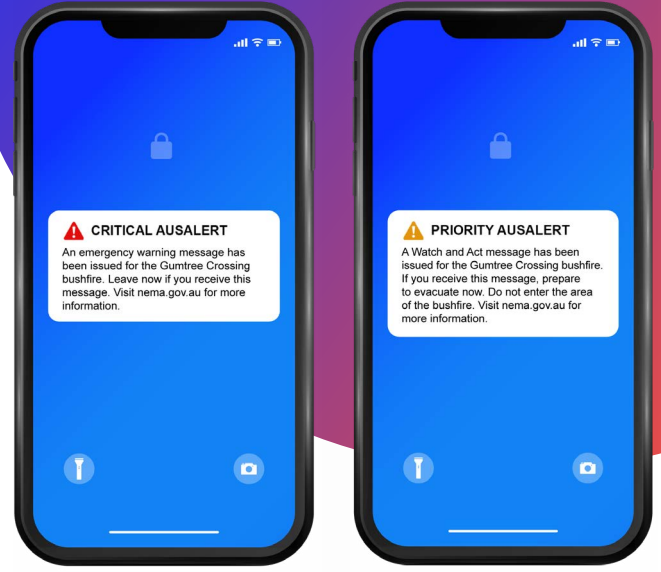 CRITICAL AUSALERT
An emergency warning message has
been issued for the Gumtree Crossing
bushfire. Leave now if you receive this
message. Visit nema.gov.au for more
information.
PRIORITY AUSALERT
A Watch and Act message has been
issued for the Gumtree Crossing bushfire.
If you receive this message, prepare
to evacuate now. Do not enter the area
of the bushfire. Visit nema.gov.au for
more information.